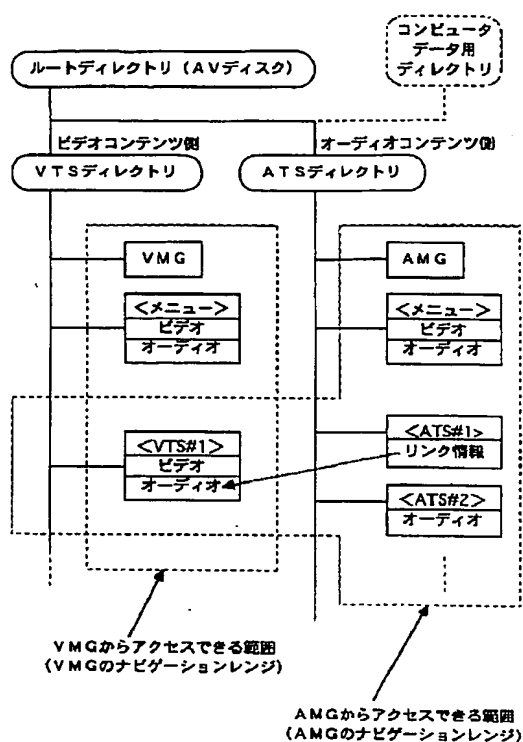 コンピュータ
データ用
ディレクトリ
ルートディレクトリ（AVディスク）
ビデオコンテンツ側
オーディオコンテンツ側
VTSディレクトリ
ATSディレクトリ
VMG
AMG
＜メニュー＞
ビデオ
オーディオ
＜メニュー＞
ビデオ
オーディオ
＜VTS#1＞
ビデオ
オーディオ
＜ATS#1＞
リンク情報
＜ATS#2＞
オーディオ
VMGからアクセスできる範囲
（VMGのナビゲーションレンジ）
AMGからアクセスできる範囲
（AMGのナビゲーションレンジ）